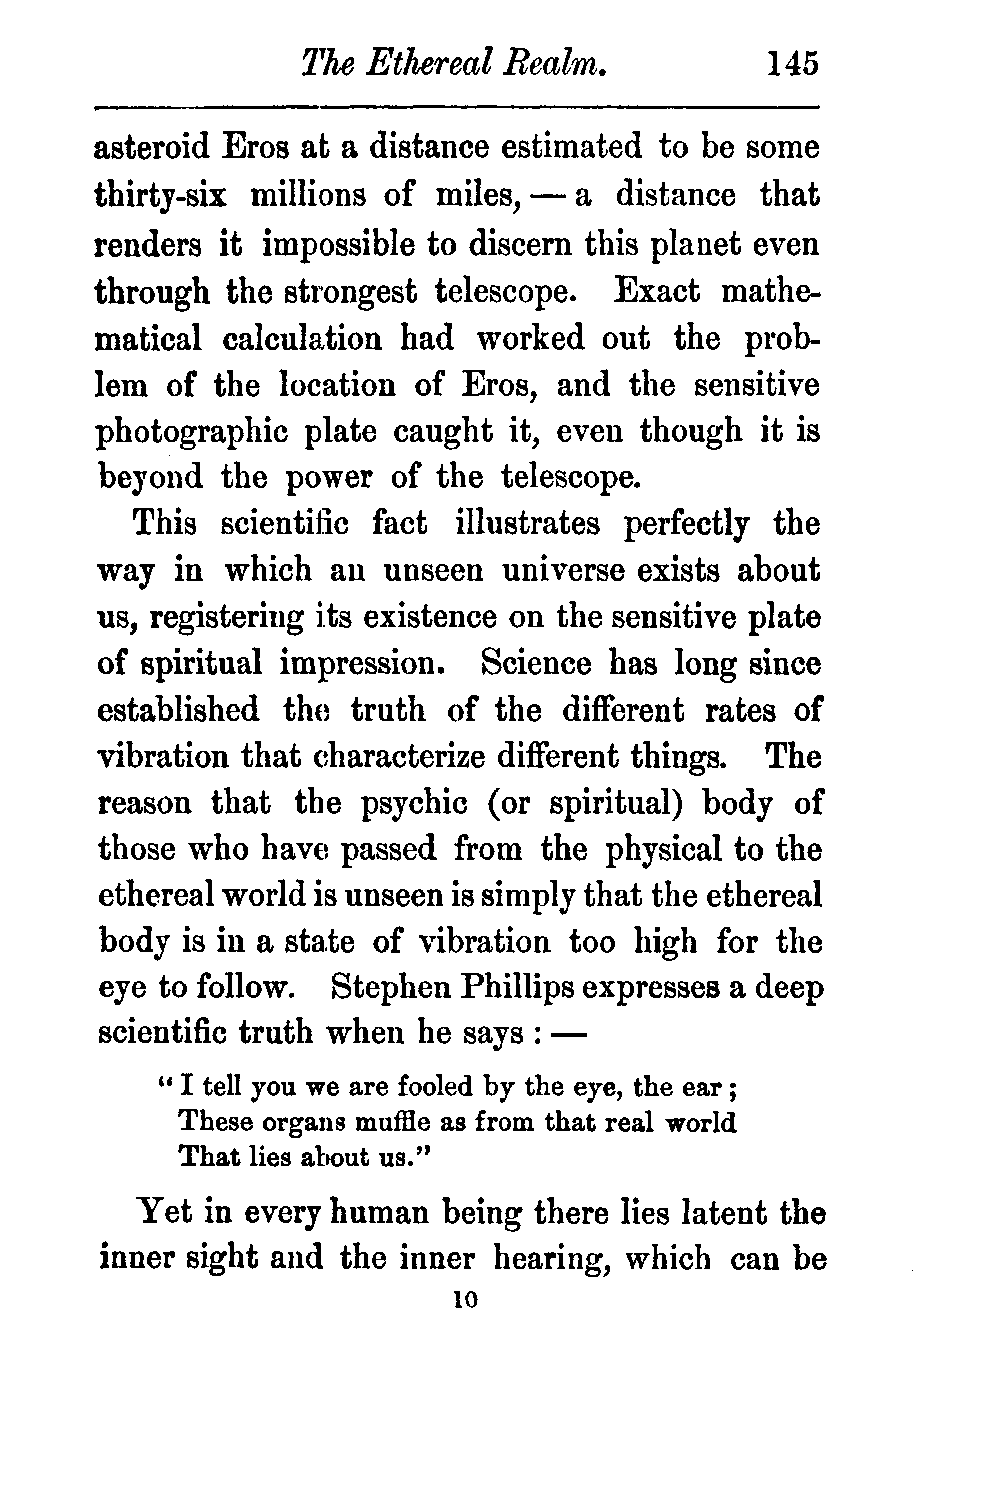 The Ethereal Realm. 145
asteroid Eros at a distance estimated to be some
thirty-six millions of miles, — a distance that
renders it impossible to discern this planet even
through the strongest telescope. Exact mathe-
matical calculation had worked out the prob-
lem of the location of Eros, and the sensitive
photographic plate caught it, even though it is
beyond the power of the telescope.
This scientific fact illustrates perfectly the
way in which an unseen universe exists about
us, registering its existence on the sensitive plate
of spiritual impression. Science has long since
established the truth of the different rates of
vibration that characterize different things. The
reason that the psychic (or spiritual) body of
those who have passed from the physical to the
ethereal world is unseen is simply that the ethereal
body is in a state of vibration too high for the
eye to follow. Stephen Phillips expresses a deep
scientific truth when he says : —
“ I tell you we are fooled by the eye, the ear ;
These organs muffle as from that real world
That lies about us.”
Yet in every human being there lies latent the
inner sight and the inner hearing, which can be
10